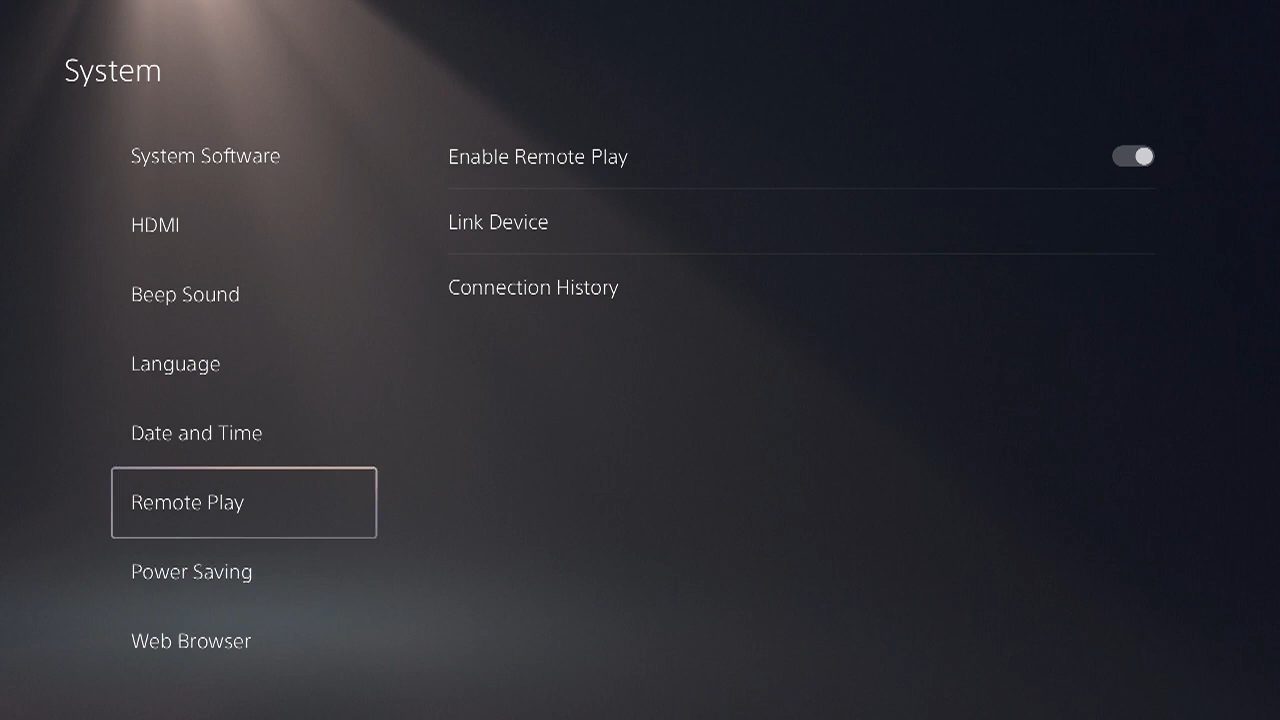 System
System Software
HDMI
Beep Sound
Language
Date and Time
Remote Play
Power Saving
Web Browser
Enable Remote Play
Link Device
Connection History